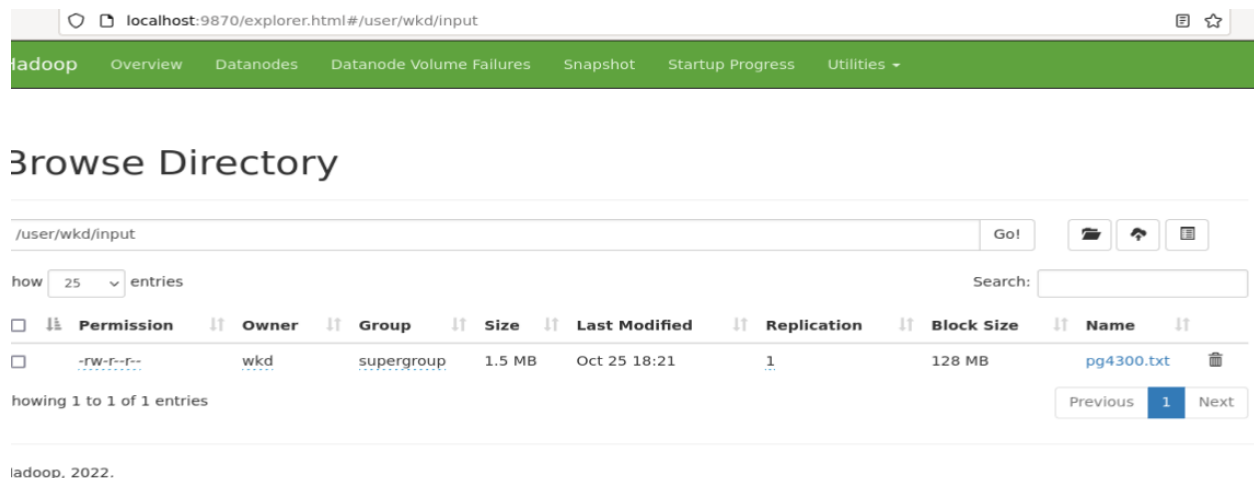 localhost:9870/explorer.html#/user/wkd/input
adoop Overview Datanodes Datanode Volume Failures Snapshot Startup Progress Utilities
Browse Directory
/user/wkd/input Go!
how 25 entries Search:
Permission Owner Group Size Last Modified Replication Block Size Name
-rw-r--r-- wkd supergroup 1.5 MB Oct 25 18:21 1 128 MB pg4300.txt
howing 1 to 1 of 1 entries Previous 1 Next
adoop, 2022.